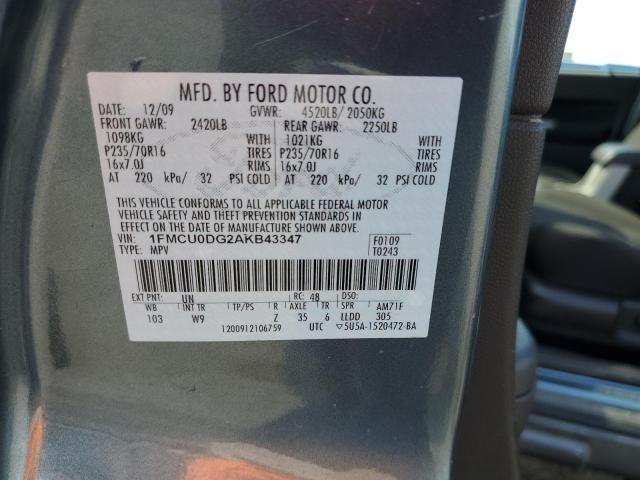 MFD. BY FORD MOTOR CO.
DATE: 12/09 GVWR: 4520LB/ 2050KG
FRONT GAWR: 2420LB REAR GAWR: 2250LB
1098KG WITH 1021KG WITH
P235/70R16 TIRES P235/70R16 TIRES
16x7.0J RIMS 16x7.0J RIMS
AT 220 kPa/ 32 PSI COLD AT 220 kPa/ 32 PSI COLD
THIS VEHICLE CONFORMS TO ALL APPLICABLE FEDERAL MOTOR
VEHICLE SAFETY AND THEFT PREVENTION STANDARDS IN
EFFECT ON THE DATE OF MANUFACTURE SHOWN ABOVE.
VIN: 1FMCU0DG2AKB43347 F0109
TYPE: MPV T0243
EXT PNT: UN RC: 48 DSO:
WB INT TR TP/PS R AXLE TR SPR AM71F
103 W9 Z 35 6 LLDD 305
1200912106759 UTC ▽5U5A-1520472-BA